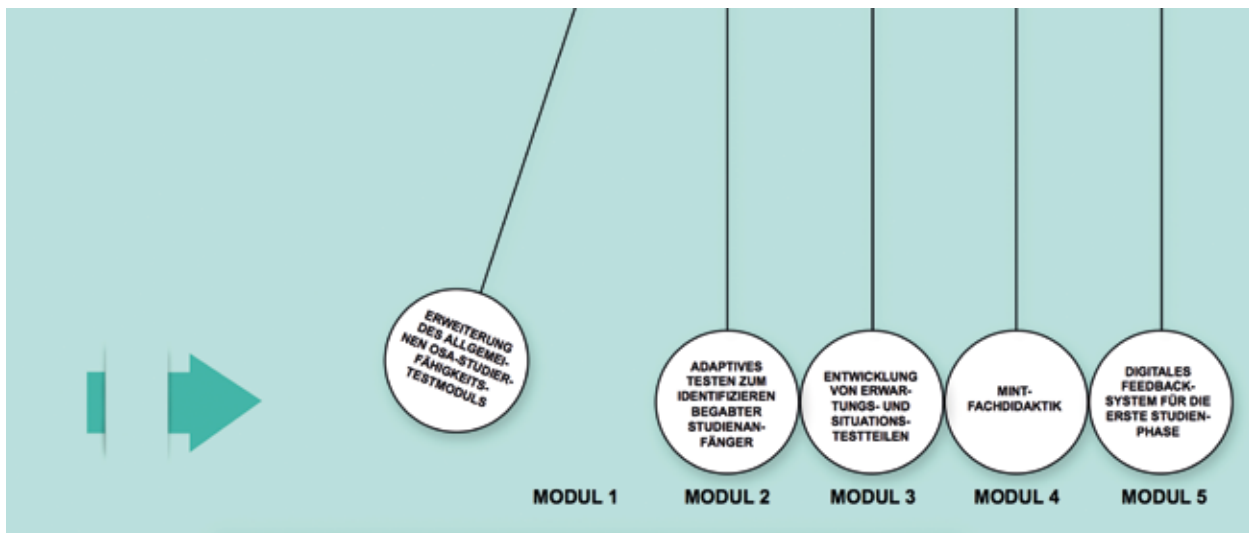 ERWEITERUNG
DES ALLGEMEI-
NEN OSA-STUDIER-
FÄHIGKEITS-
TESTMODULS
ADAPTIVES
TESTEN ZUM
IDENTIFIZIEREN
BEGABTER
STUDIENAN-
FÄNGER
ENTWICKLUNG
VON ERWAR-
TUNGS- UND
SITUATIONS-
TESTTEILEN
MINT-
FACHDIDAKTIK
DIGITALES
FEEDBACK-
SYSTEM FÜR DIE
ERSTE STUDIEN-
PHASE
MODUL 1
MODUL 2
MODUL 3
MODUL 4
MODUL 5